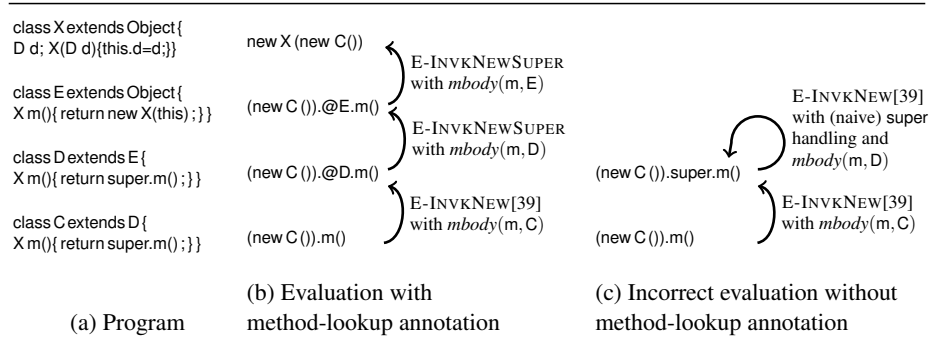 class X extends Object {
D d; X(D d){this.d=d;}}
class E extends Object {
X m(){ return new X(this) ; } }
class D extends E {
X m(){ return super.m() ; } }
class C extends D {
X m(){ return super.m() ; } }
(a) Program
new X (new C())
E-INVKNEWSUPER
with mbody(m, E)
(new C ()).@E.m()
E-INVKNEWSUPER
with mbody(m, D)
(new C ()).@D.m()
E-INVKNEW[39]
with mbody(m, C)
(new C ()).m()
(b) Evaluation with
method-lookup annotation
E-INVKNEW[39]
with (naive) super
handling and
mbody(m, D)
(new C ()).super.m()
E-INVKNEW[39]
with mbody(m, C)
(new C ()).m()
(c) Incorrect evaluation without
method-lookup annotation